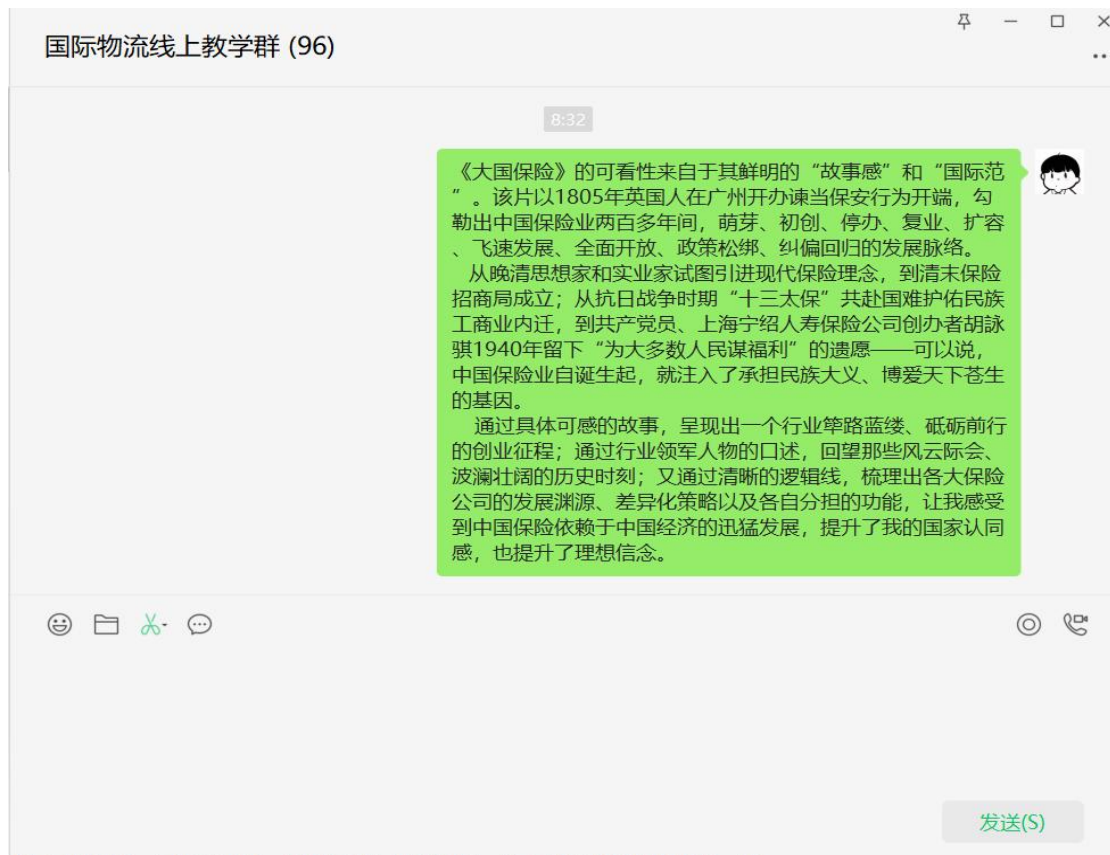 国际物流线上教学群 (96)
8:32
《大国保险》的可看性来自于其鲜明的“故事感”和“国际范
”。该片以1805年英国人在广州开办谏当保安行为开端，勾
勒出中国保险业两百多年间，萌芽、初创、停办、复业、扩容
、飞速发展、全面开放、政策松绑、纠偏回归的发展脉络。
从晚清思想家和实业家试图引进现代保险理念，到清末保险
招商局成立；从抗日战争时期“十三太保”共赴国难护佑民族
工商业内迁，到共产党员、上海宁绍人寿保险公司创办者胡詠
骐1940年留下“为大多数人民谋福利”的遗愿——可以说，
中国保险业自诞生起，就注入了承担民族大义、博爱天下苍生
的基因。
通过具体可感的故事，呈现出一个行业筚路蓝缕、砥砺前行
的创业征程；通过行业领军人物的口述，回望那些风云际会、
波澜壮阔的历史时刻；又通过清晰的逻辑线，梳理出各大保险
公司的发展渊源、差异化策略以及各自分担的功能，让我感受
到中国保险依赖于中国经济的迅猛发展，提升了我的国家认同
感，也提升了理想信念。
发送(S)